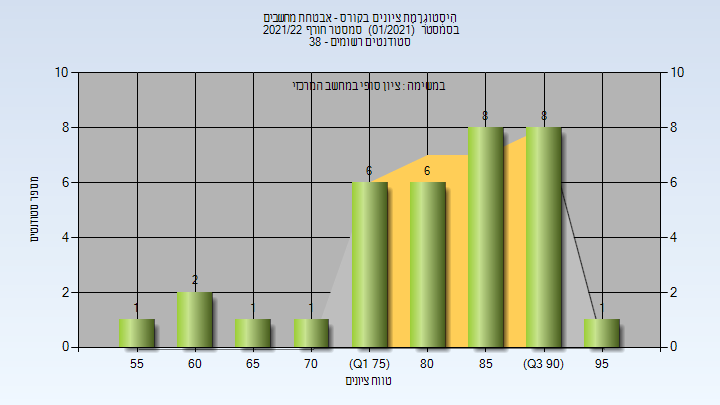 היסטוגרמת ציונים בקורס - אבטחת מחשבים
בסמסטר (01/2021) סמסטר חורף 2021/22
סטודנטים רשומים - 38
במשימה : ציון סופי במחשב המרכזי
10 10
8 8
6 6
4 4
2 2
0 0
מספר סטודנטים
1 2 1 1 6 6 8 8 1
55 60 65 70 (Q1 75) 80 85 (Q3 90) 95
טווח ציונים